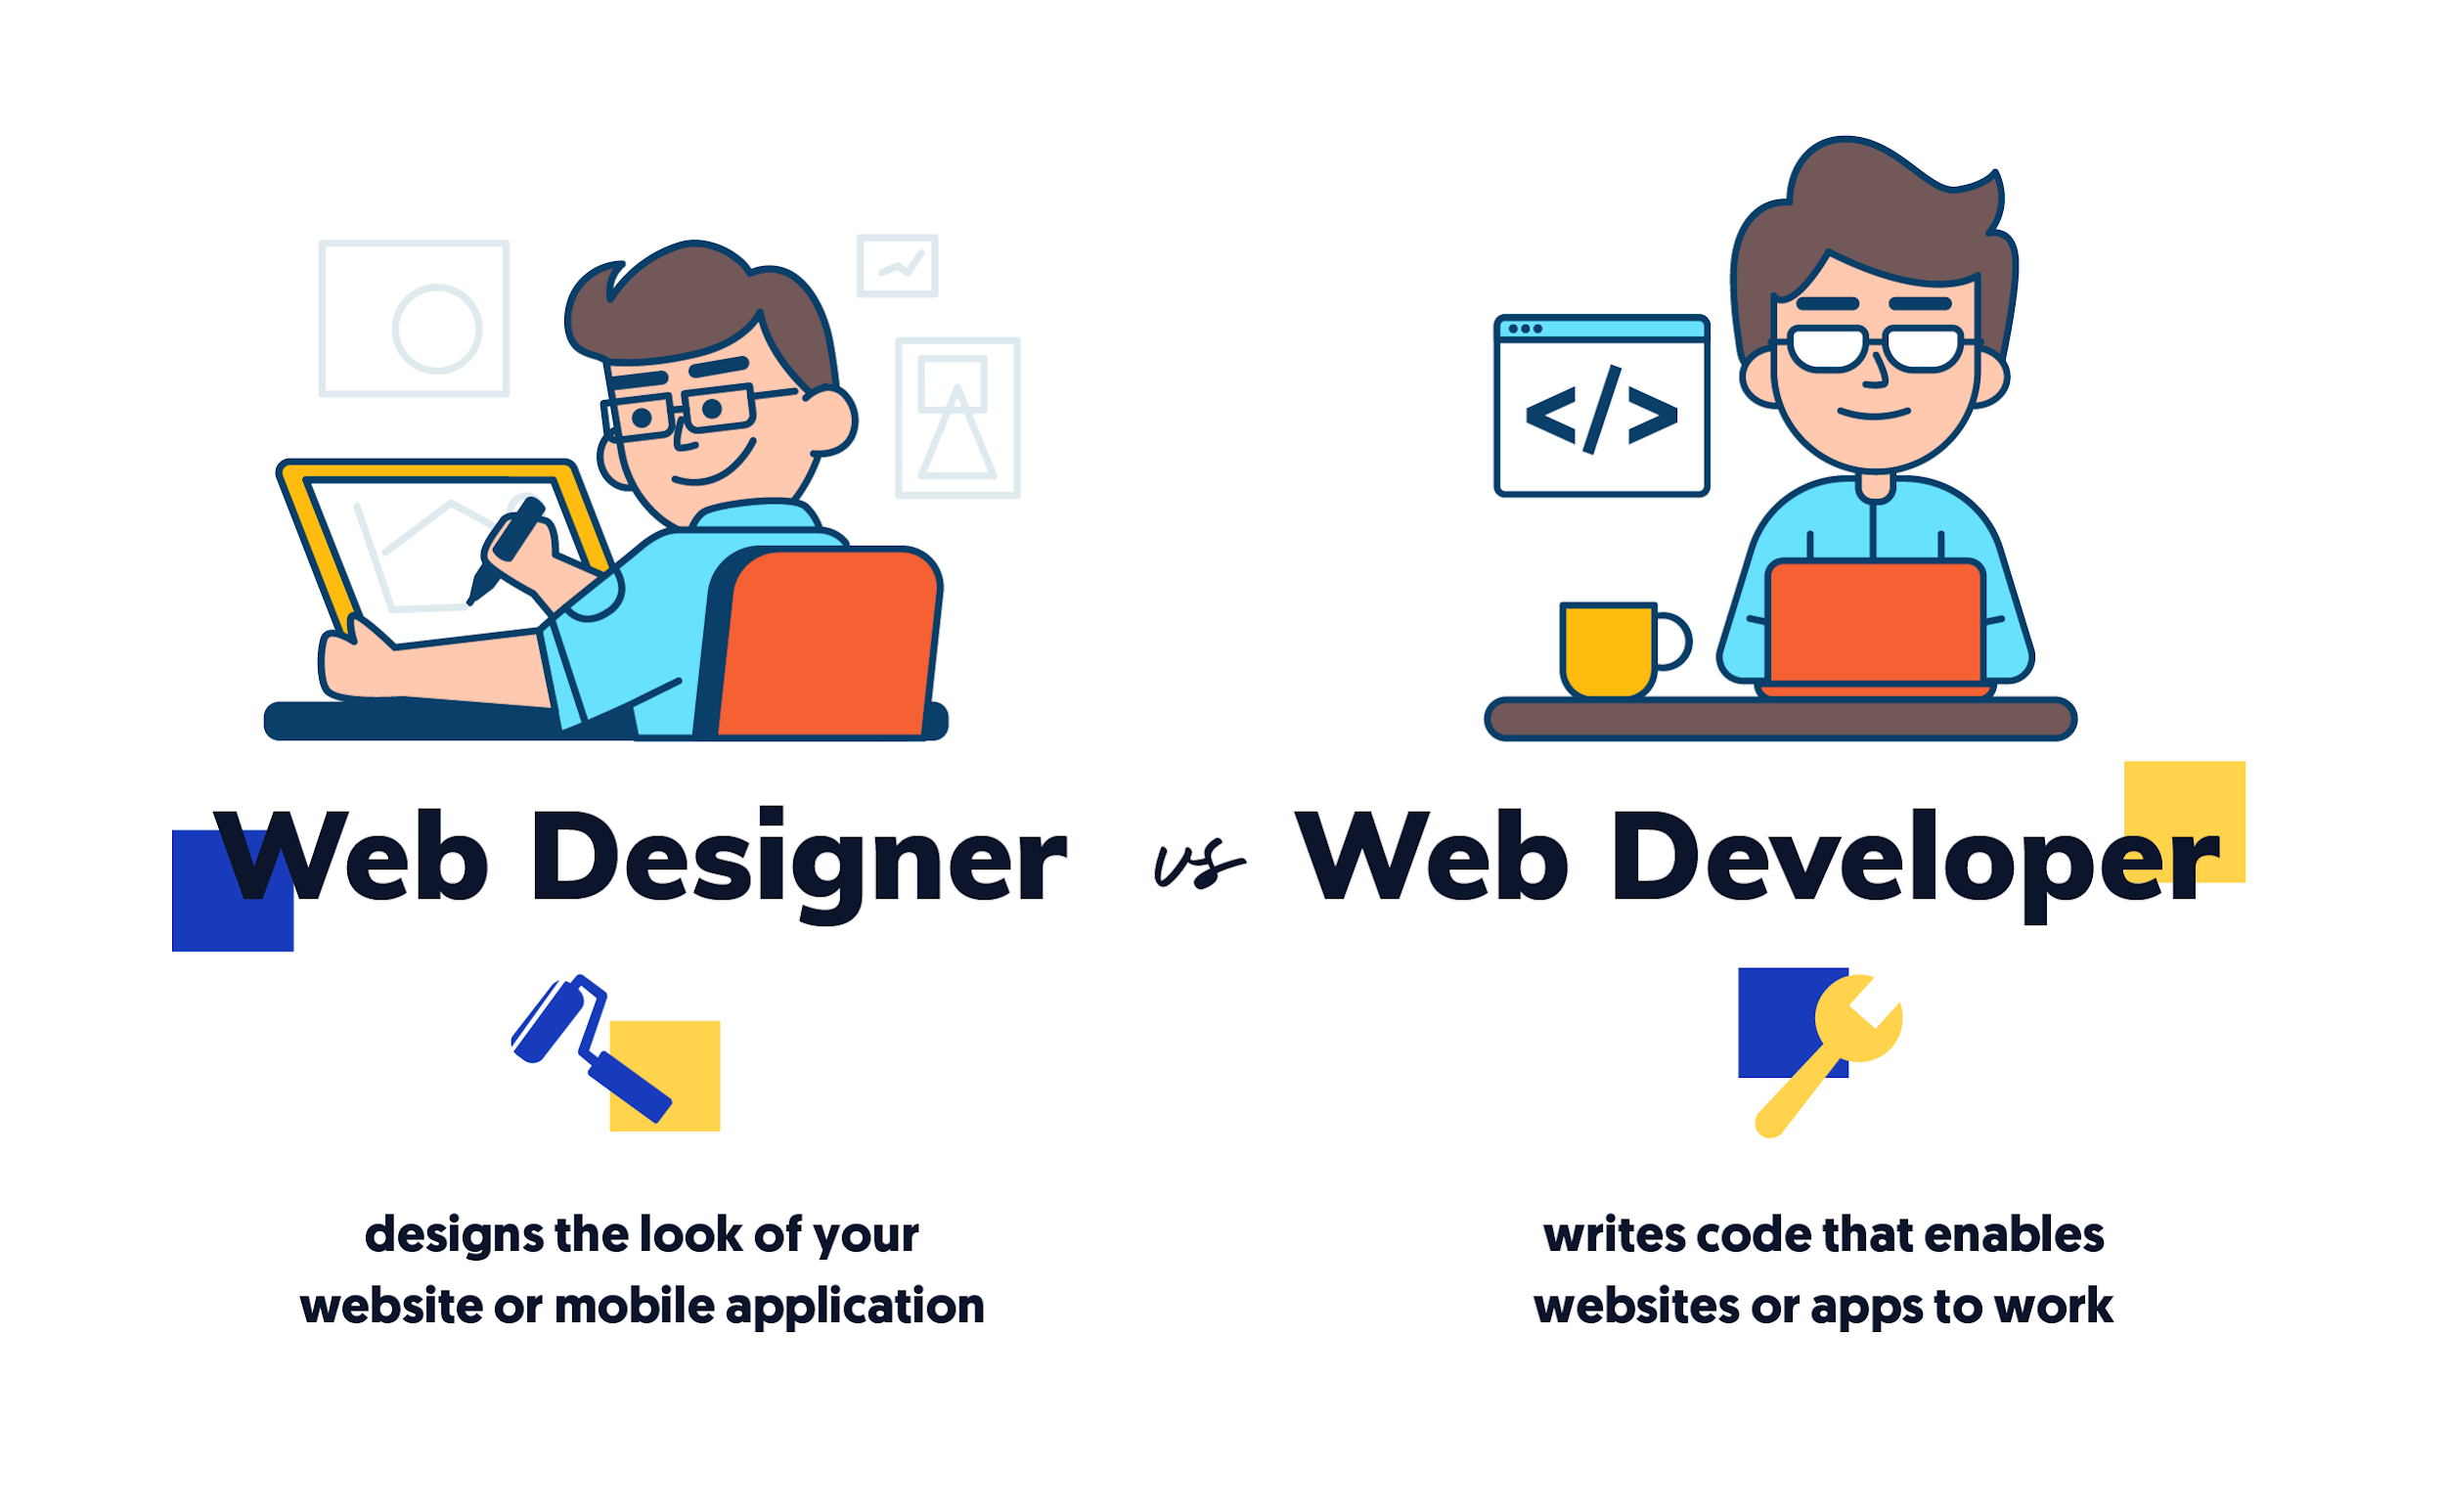 </>
Web Designer vs Web Developer
designs the look of your
website or mobile application
writes code that enables
websites or apps to work